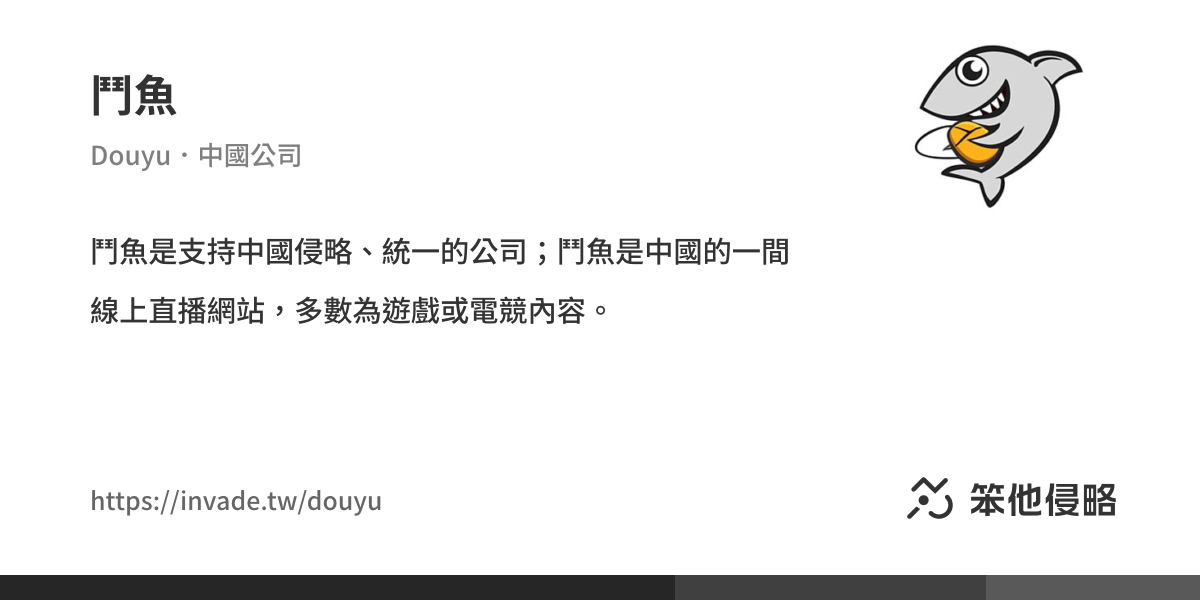 鬥魚
Douyu・中國公司
鬥魚是支持中國侵略、統一的公司；鬥魚是中國的一間
線上直播網站，多數為遊戲或電競內容。
https://invade.tw/douyu
笨他侵略